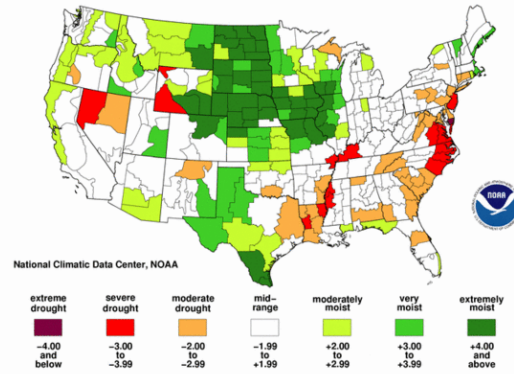 NOAA
National Climatic Data Center, NOAA
extreme drought
severe drought
moderate drought
mid-range
moderately moist
very moist
extremely moist
-4.00 and below
-3.00 to -3.99
-2.00 to -2.99
-1.99 to +1.99
+2.00 to +2.99
+3.00 to +3.99
+4.00 and above